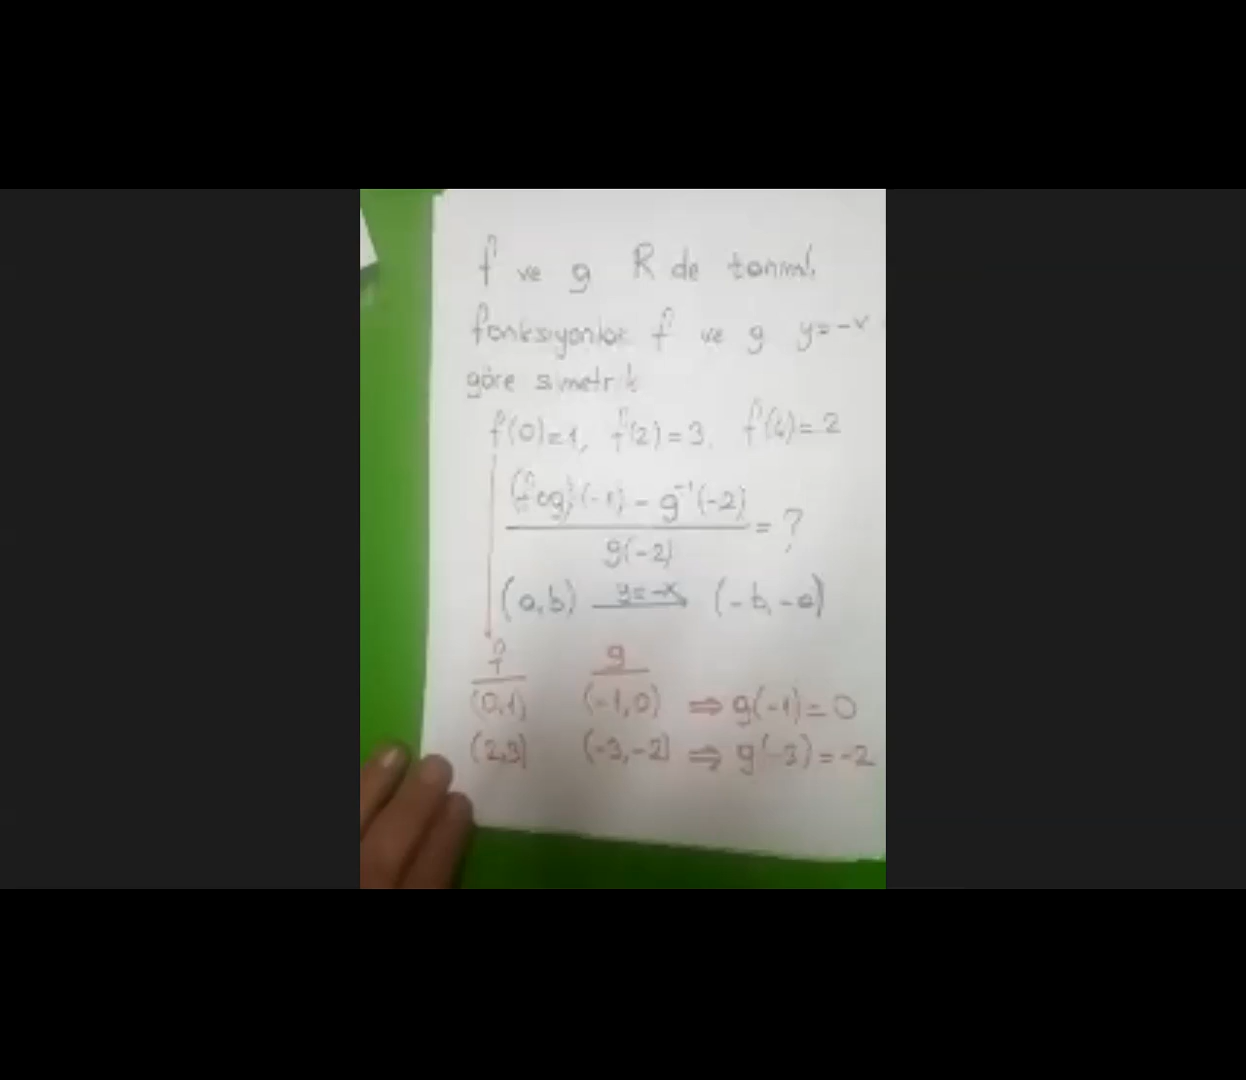 f ve g R de tanımlı
fonksiyonlar f ve g y=-x
göre simetrik
f(0)=1, f(2)=3, f(4)=2
(fog)(-1) - g⁻¹(-2)
g(-2)
= ?
(a,b) y=-x (-b,-a)
f g
(0,1) (-1,0) ⇒ g(-1)=0
(2,3) (-3,-2) ⇒ g(-3)=-2